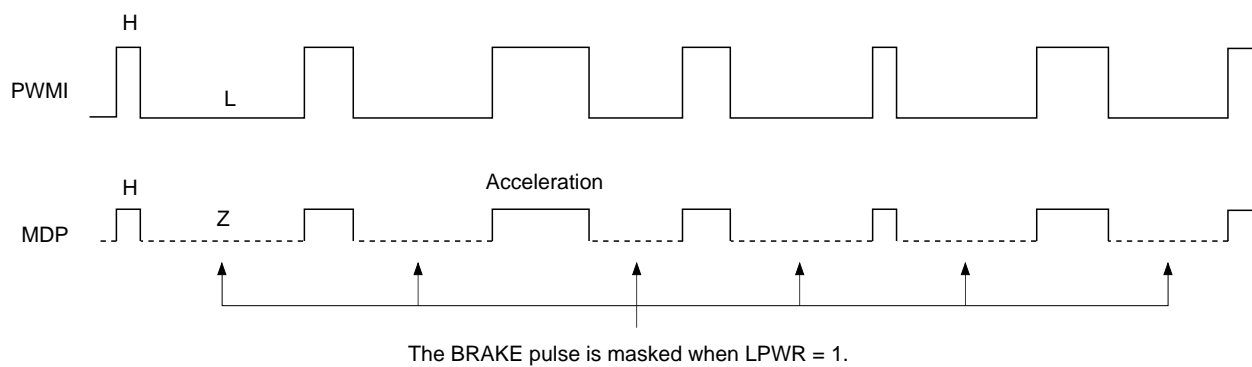 H
PWMI
L
H
Acceleration
Z
MDP
The BRAKE pulse is masked when LPWR = 1.